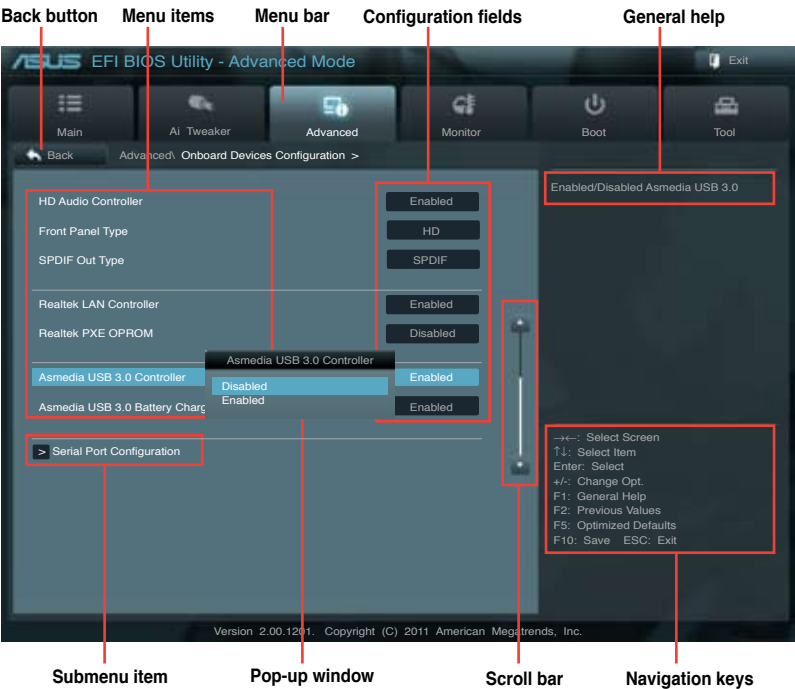 Back button Menu items Menu bar Configuration fields General help
ASUS EFI BIOS Utility - Advanced Mode Exit
Main Ai Tweaker Advanced Monitor Boot Tool
Back Advanced\ Onboard Devices Configuration >
Enabled/Disabled Asmedia USB 3.0
HD Audio Controller Enabled
Front Panel Type HD
SPDIF Out Type SPDIF
Realtek LAN Controller Enabled
Realtek PXE OPROM Disabled
Asmedia USB 3.0 Controller
Asmedia USB 3.0 Controller Enabled
Disabled
Enabled
Asmedia USB 3.0 Battery Charg Enabled
> Serial Port Configuration
→←: Select Screen
↑↓: Select Item
Enter: Select
+/-: Change Opt.
F1: General Help
F2: Previous Values
F5: Optimized Defaults
F10: Save ESC: Exit
Version 2.00.1201. Copyright (C) 2011 American Megatrends, Inc.
Submenu item Pop-up window Scroll bar Navigation keys